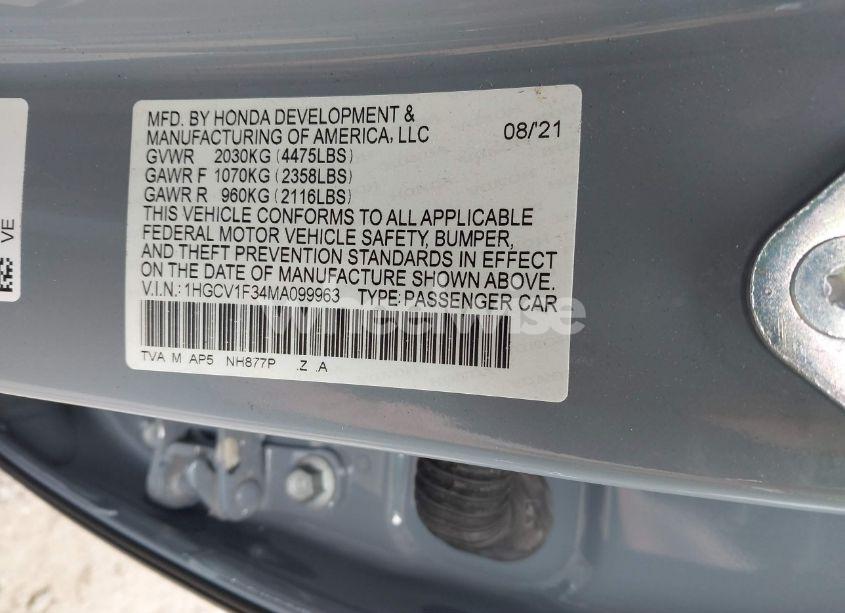 MFD. BY HONDA DEVELOPMENT &
MANUFACTURING OF AMERICA, LLC 08/'21
GVWR 2030KG (4475LBS)
GAWR F 1070KG (2358LBS)
GAWR R 960KG (2116LBS)
THIS VEHICLE CONFORMS TO ALL APPLICABLE
FEDERAL MOTOR VEHICLE SAFETY, BUMPER,
AND THEFT PREVENTION STANDARDS IN EFFECT
ON THE DATE OF MANUFACTURE SHOWN ABOVE.
V.I.N.: 1HGCV1F34MA099963 TYPE: PASSENGER CAR
TVA M AP5 NH877P .Z .A
VE
wheelwise